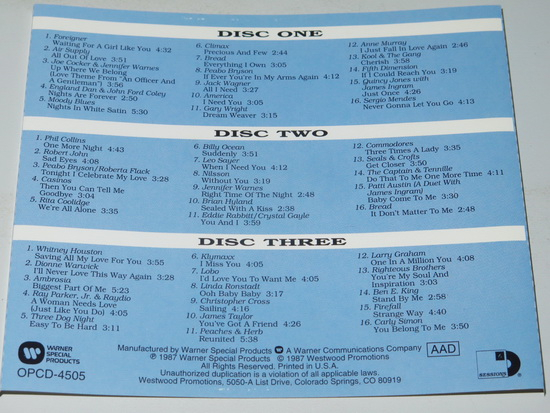 DISC ONE
1. Foreigner
Waiting For A Girl Like You 4:32
2. Air Supply
All Out Of Love 3:51
3. Joe Cocker & Jennifer Warnes
Up Where We Belong
(Love Theme From "An Officer And
A Gentleman") 3:56
4. England Dan & John Ford Coley
Nights Are Forever 2:50
5. Moody Blues
Nights In White Satin 5:30
6. Climax
Precious And Few 2:44
7. Bread
Everything I Own 3:05
8. Peabo Bryson
If Ever You're In My Arms Again 4:12
9. Jack Wagner
All I Need 3:27
10. America
I Need You 3:05
11. Gary Wright
Dream Weaver 3:15
12. Anne Murray
I Just Fall In Love Again 2:46
13. Kool & The Gang
Cherish 3:58
14. Fifth Dimension
If I Could Reach You 3:19
15. Quincy Jones with
James Ingram
Just Once 4:26
16. Sergio Mendes
Never Gonna Let You Go 4:13
DISC TWO
1. Phil Collins
One More Night 4:43
2. Robert John
Sad Eyes 4:08
3. Peabo Bryson/Roberta Flack
Tonight I Celebrate My Love 3:28
4. Casinos
Then You Can Tell Me
Goodbye 3:04
5. Rita Coolidge
We're All Alone 3:35
6. Billy Ocean
Suddenly 3:51
7. Leo Sayer
When I Need You 4:12
8. Nilsson
Without You 3:19
9. Jennifer Warnes
Right Time Of The Night 2:48
10. Brian Hyland
Sealed With A Kiss 2:38
11. Eddie Rabbitt/Crystal Gayle
You And I 3:59
12. Commodores
Three Times A Lady 3:35
13. Seals & Crofts
Get Closer 3:50
14. The Captain & Tennille
Do That To Me One More Time 4:11
15. Patti Austin (A Duet With
James Ingram)
Baby Come To Me 3:30
16. Bread
It Don't Matter To Me 2:48
DISC THREE
1. Whitney Houston
Saving All My Love For You 3:55
2. Dionne Warwick
I'll Never Love This Way Again 3:28
3. Ambrosia
Biggest Part Of Me 5:23
4. Ray Parker, Jr. & Raydio
A Woman Needs Love
(Just Like You Do) 4:05
5. Three Dog Night
Easy To Be Hard 3:11
6. Klymaxx
I Miss You 4:05
7. Lobo
I'd Love You To Want Me 4:05
8. Linda Ronstadt
Ooh Baby Baby 3:17
9. Christopher Cross
Sailing 4:16
10. James Taylor
You've Got A Friend 4:26
11. Peaches & Herb
Reunited 5:38
12. Larry Graham
One In A Million You 4:08
13. Righteous Brothers
You're My Soul And
Inspiration 3:03
14. Ben E. King
Stand By Me 2:58
15. Firefall
Strange Way 4:40
16. Carly Simon
You Belong To Me 3:50
WARNER
SPECIAL
PRODUCTS
OPCD-4505
Manufactured by Warner Special Products A Warner Communications Company
℗ 1987 Warner Special Products © 1987 Westwood Promotions
All Rights Reserved. Printed in U.S.A.
Unauthorized duplication is a violation of all applicable laws.
Westwood Promotions, 5050-A List Drive, Colorado Springs, CO 80919
AAD
SESSIONS